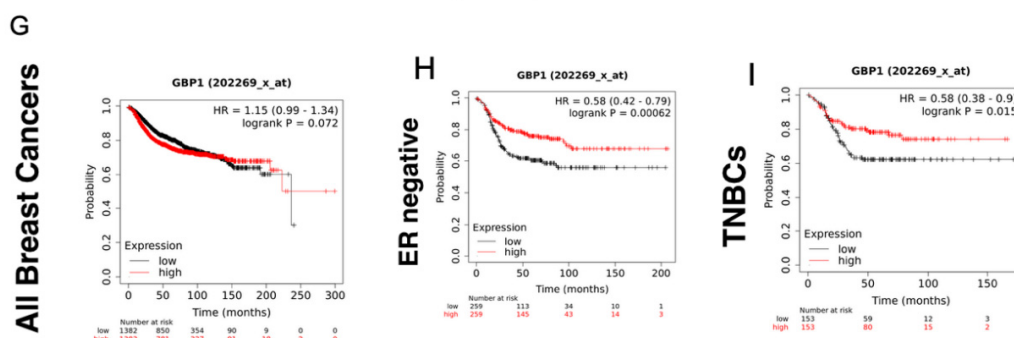 G
All Breast Cancers
GBP1 (202269_x_at)
HR = 1.15 (0.99 - 1.34)
logrank P = 0.072
Probability
1.0
0.8
0.6
0.4
0.2
0.0
Expression
low
high
0 50 100 150 200 250 300
Time (months)
Number at risk
low 1382 850 354 90 9 0 0
high
H
ER negative
GBP1 (202269_x_at)
HR = 0.58 (0.42 - 0.79)
logrank P = 0.00062
Probability
1.0
0.8
0.6
0.4
0.2
0.0
Expression
low
high
0 50 100 150 200
Time (months)
Number at risk
low 259 113 34 10 1
high 259 145 43 14 3
I
TNBCs
GBP1 (202269_x_at)
HR = 0.58 (0.38 - 0.9
logrank P = 0.015
Probability
1.0
0.8
0.6
0.4
0.2
0.0
Expression
low
high
0 50 100 150
Time (months)
Number at risk
low 153 59 12 3
high 153 80 15 2